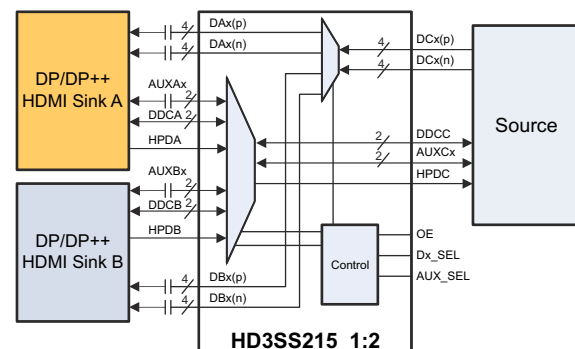 DP/DP++
HDMI Sink A
4
DAx(p)
4
DAx(n)
AUXAx
2
DDCA
2
HPDA
AUXBx
2
DDCB
2
HPDB
DP/DP++
HDMI Sink B
4
DBx(p)
4
DBx(n)
4
DCx(p)
4
DCx(n)
Source
2
DDCC
2
AUXCx
HPDC
Control
OE
Dx_SEL
AUX_SEL
HD3SS215 1:2